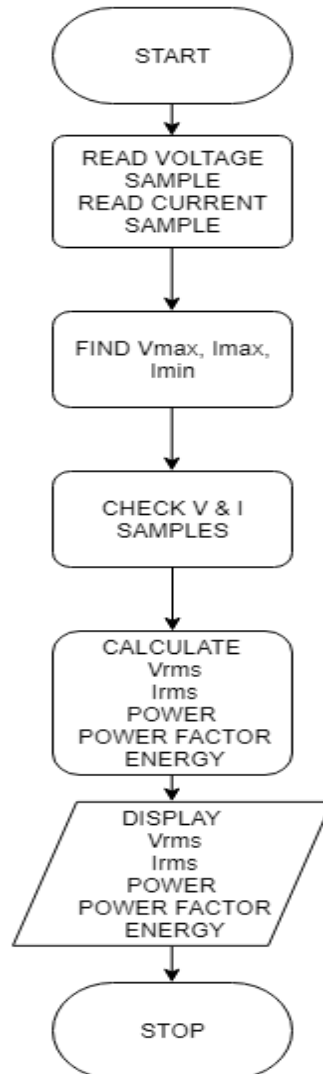 START
READ VOLTAGE
SAMPLE
READ CURRENT
SAMPLE
FIND Vmax, Imax,
Imin
CHECK V & I
SAMPLES
CALCULATE
Vrms
Irms
POWER
POWER FACTOR
ENERGY
DISPLAY
Vrms
Irms
POWER
POWER FACTOR
ENERGY
STOP